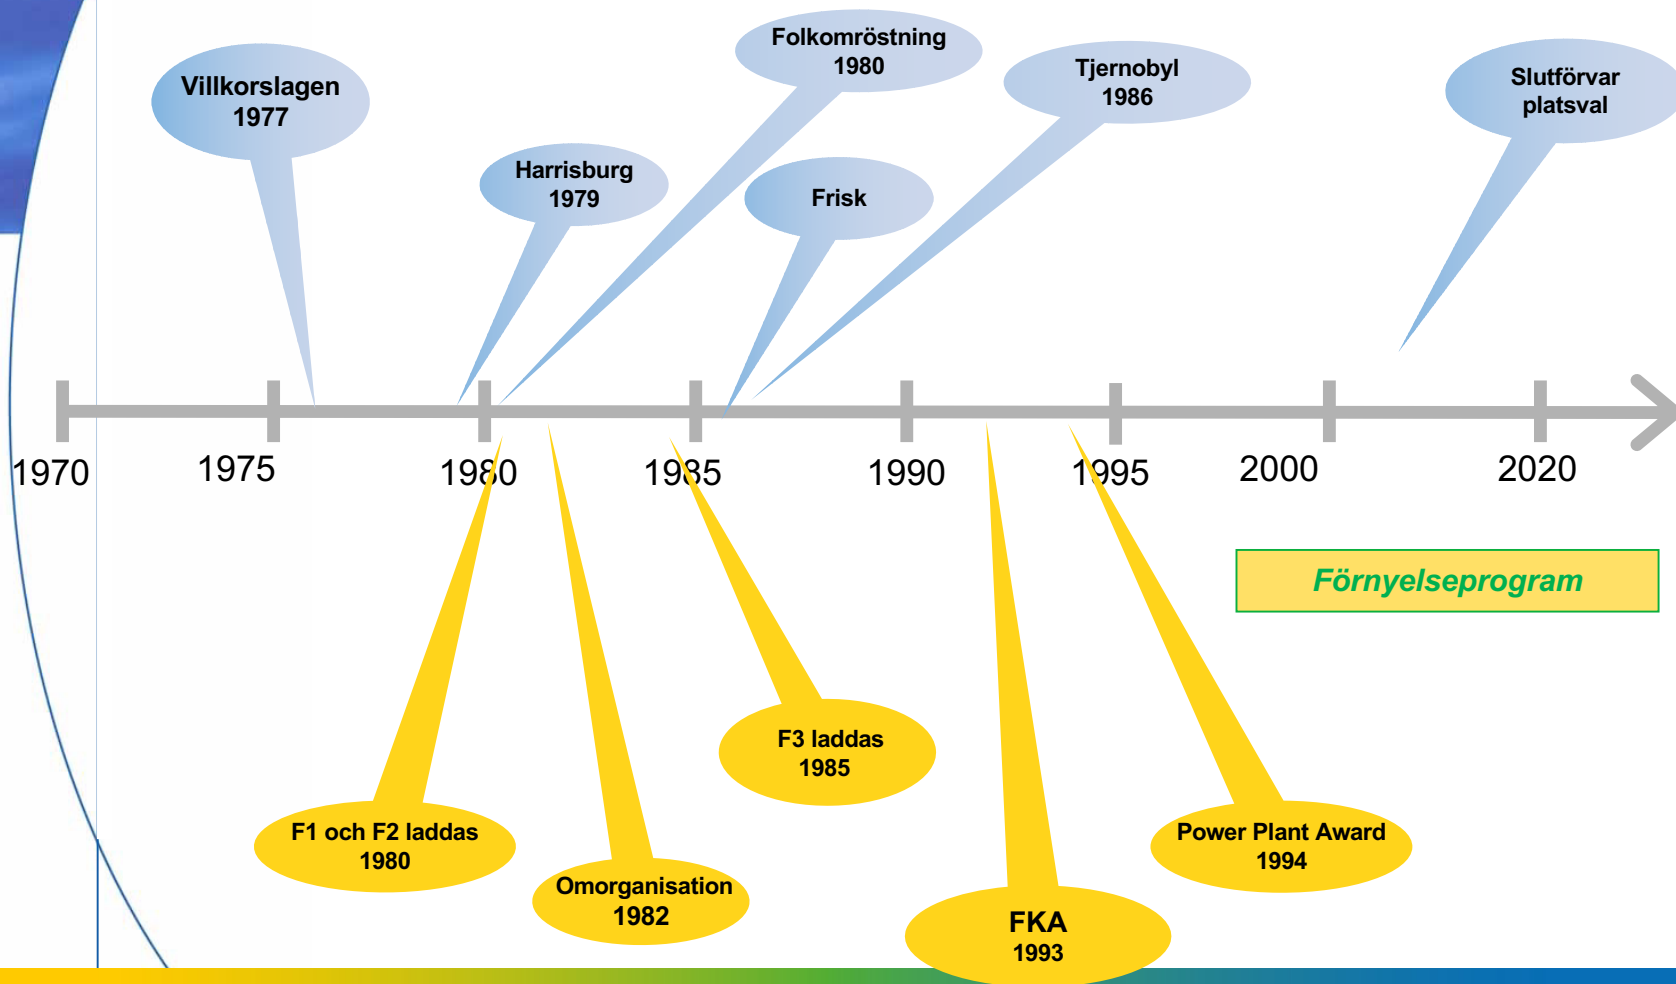 Villkorslagen
1977
Harrisburg
1979
Folkomröstning
1980
Frisk
Tjernobyl
1986
Slutförvar
platsval
1970
1975
1980
1985
1990
1995
2000
2020
Förnyelseprogram
F1 och F2 laddas
1980
Omorganisation
1982
F3 laddas
1985
FKA
1993
Power Plant Award
1994